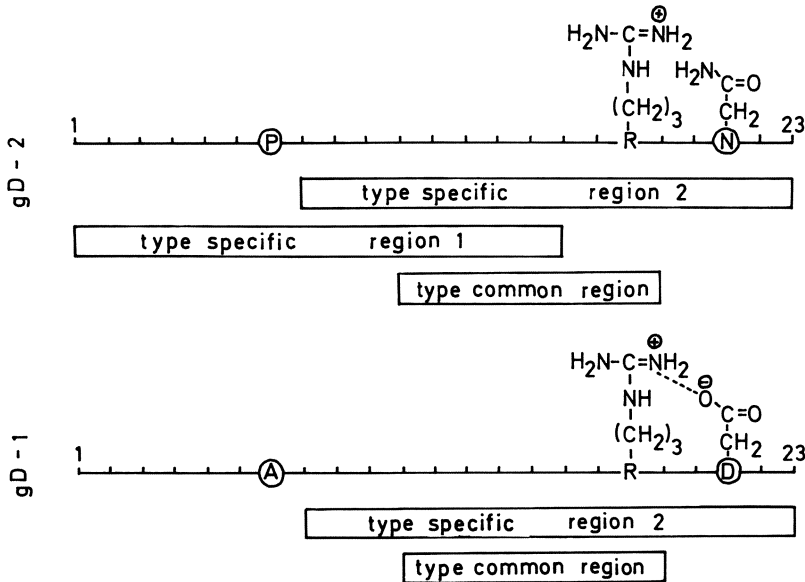 gD-2
H₂N-C=NH₂
⊕
NH
(CH₂)₃
R
H₂N
C=O
CH₂
N
1
P
23
type specific region 2
type specific region 1
type common region
gD-1
H₂N-C=NH₂
⊕
NH
(CH₂)₃
R
⊖
O
C=O
CH₂
D
1
A
23
type specific region 2
type common region